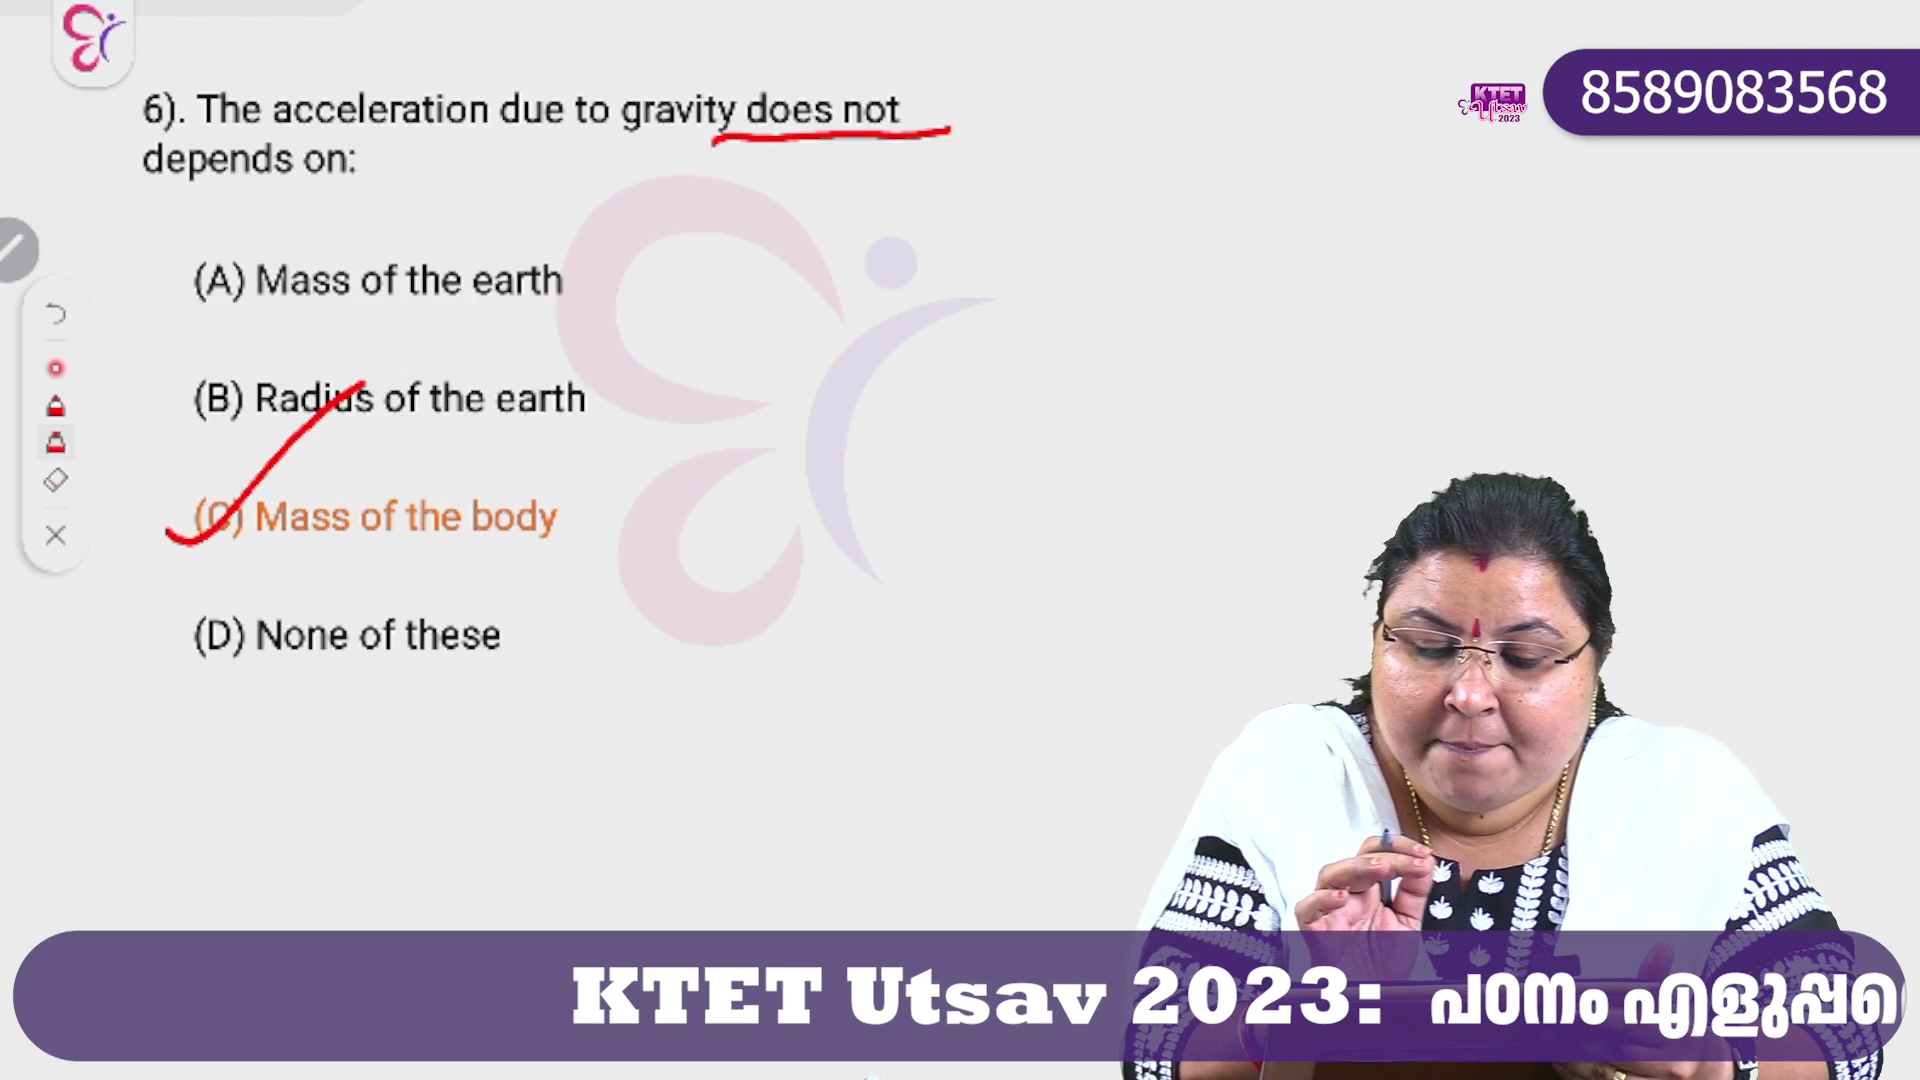 8589083568
KTET
Utsav
2023
6). The acceleration due to gravity does not
depends on:
(A) Mass of the earth
(B) Radius of the earth
(C) Mass of the body
(D) None of these
KTET Utsav 2023: പഠനം എളുപ്പ